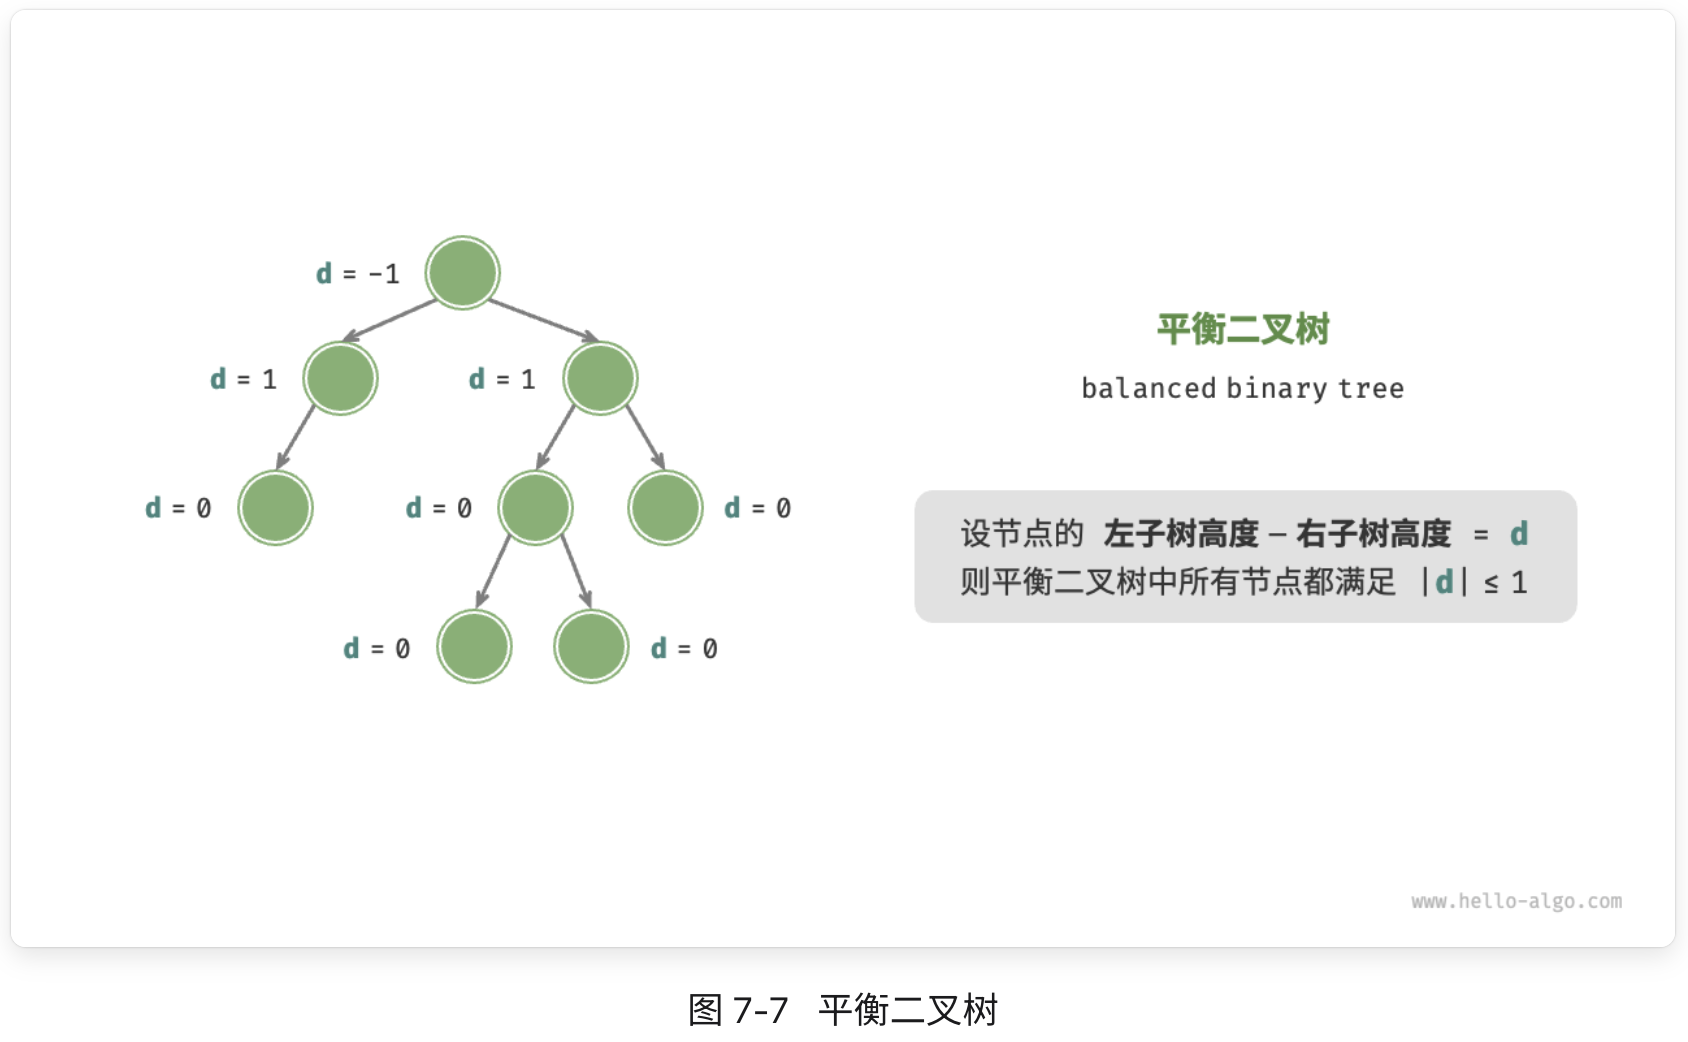 d = -1
d = 1
d = 1
d = 0
d = 0
d = 0
d = 0
d = 0
平衡二叉树
balanced binary tree
设节点的 左子树高度 – 右子树高度 = d
则平衡二叉树中所有节点都满足 |d| ≤ 1
www.hello-algo.com
图 7-7 平衡二叉树